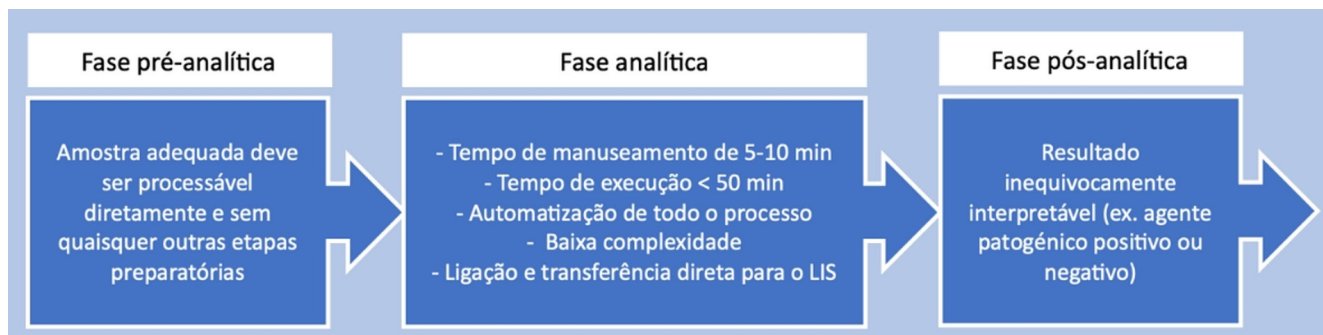 Fase pré-analítica
Amostra adequada deve
ser processável
diretamente e sem
quaisquer outras etapas
preparatórias
Fase analítica
- Tempo de manuseamento de 5-10 min
- Tempo de execução < 50 min
- Automatização de todo o processo
- Baixa complexidade
- Ligação e transferência direta para o LIS
Fase pós-analítica
Resultado
inequivocamente
interpretável (ex. agente
patogénico positivo ou
negativo)